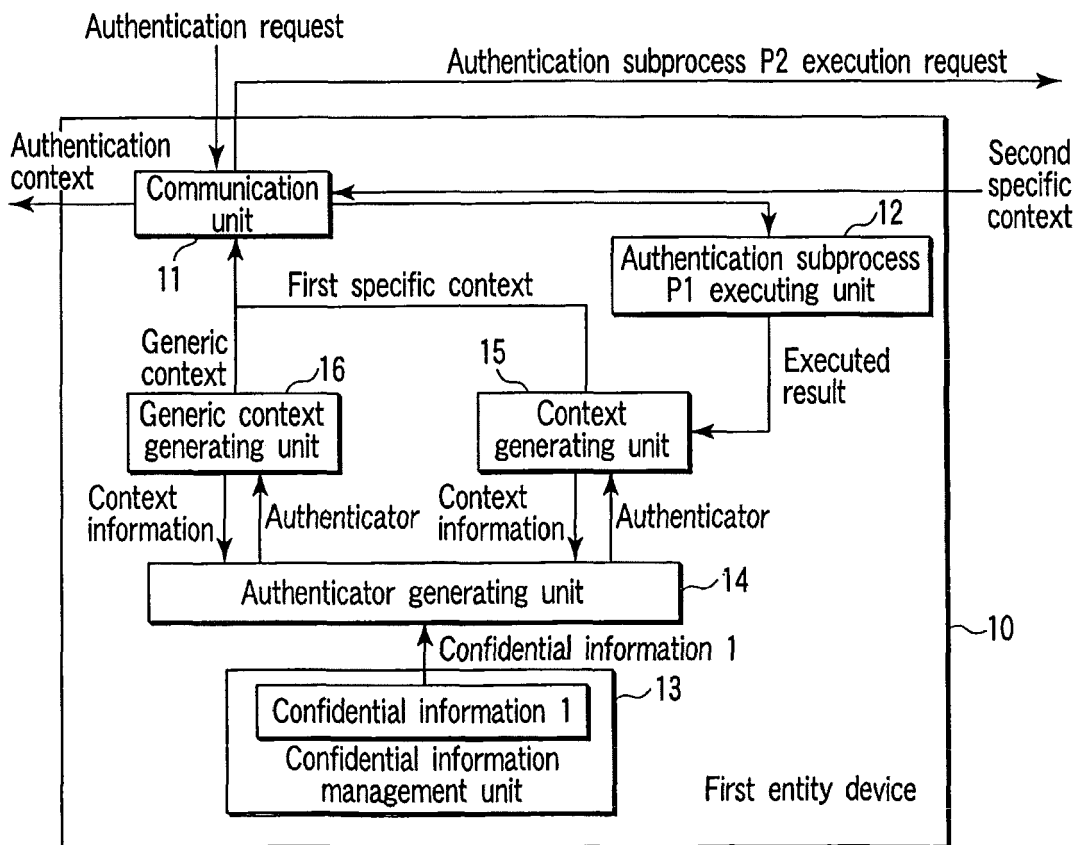 Authentication request
Authentication subprocess P2 execution request
Authentication
context
Communication
unit
11
Second
specific
context
12
Authentication subprocess
P1 executing unit
First specific context
Generic
context
16
Generic context
generating unit
15
Context
generating unit
Executed
result
Context
information
Authenticator
Context
information
Authenticator
Authenticator generating unit
14
10
Confidential information 1
13
Confidential information 1
Confidential information
management unit
First entity device